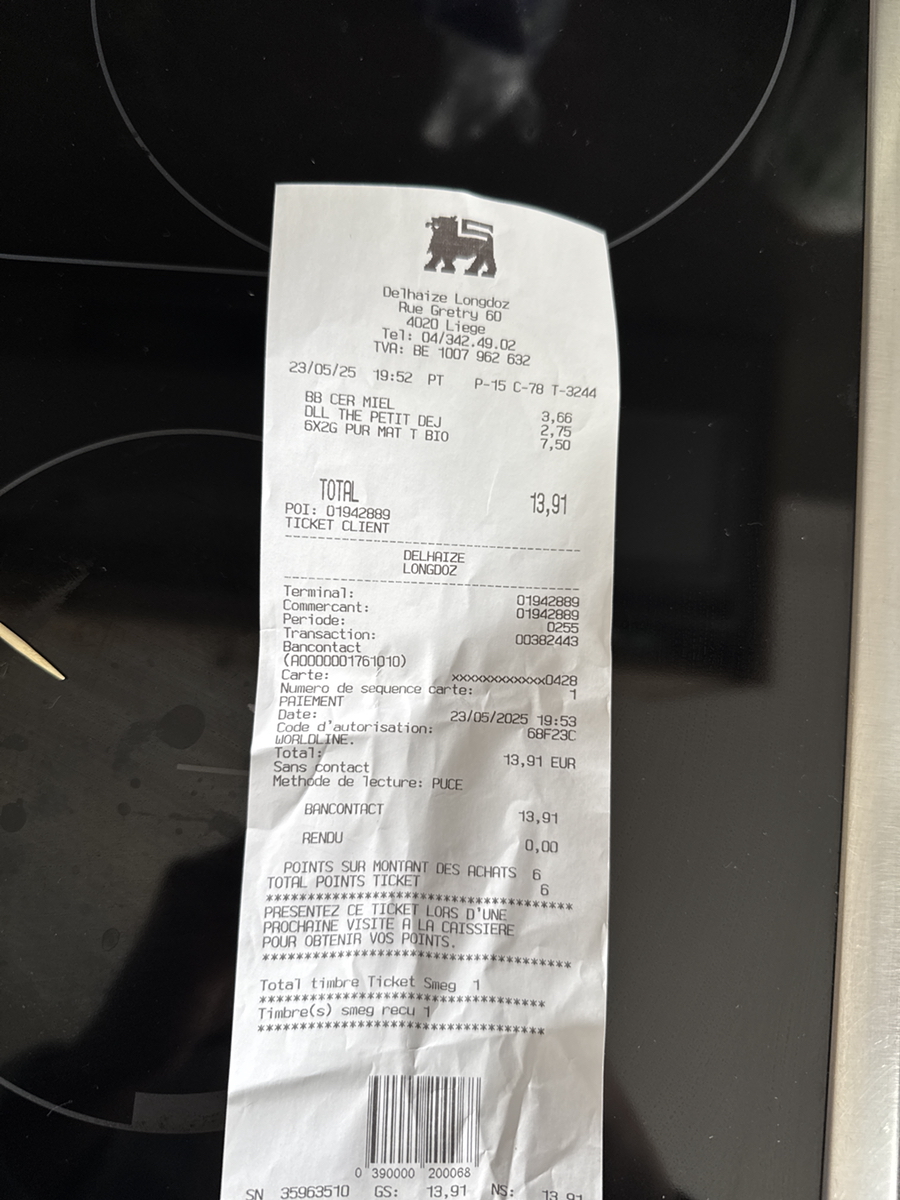 Delhaize Longdoz
Rue Gretry 60
4020 Liege
Tel: 04/342.49.02
TVA: BE 1007 962 632
23/05/25 19:52 PT P-15 C-78 T-3244
BB CER MIEL 3,66
DLL THE PETIT DEJ 2,75
6X2G PUR MAT T BIO 7,50
TOTAL 13,91
POI: 01942889
TICKET CLIENT
DELHAIZE
LONGDOZ
Terminal: 01942889
Commercant: 01942889
Periode: 0255
Transaction: 00382443
Bancontact
(A0000001761010)
Carte: xxxxxxxxxxxxx0428
Numero de sequence carte: 1
PAIEMENT
Date: 23/05/2025 19:53
Code d'autorisation: 68F23C
WORLDLINE.
Total: 13,91 EUR
Sans contact
Methode de lecture: PUCE
BANCONTACT 13,91
RENDU 0,00
POINTS SUR MONTANT DES ACHATS 6
TOTAL POINTS TICKET 6
***********************************
PRESENTEZ CE TICKET LORS D'UNE
PROCHAINE VISITE A LA CAISSIERE
POUR OBTENIR VOS POINTS.
***********************************
Total timbre Ticket Smeg 1
********************************
Timbre(s) smeg recu 1
********************************
0 390000 200068
SN 35963510 GS: 13,91 NS: 13,91